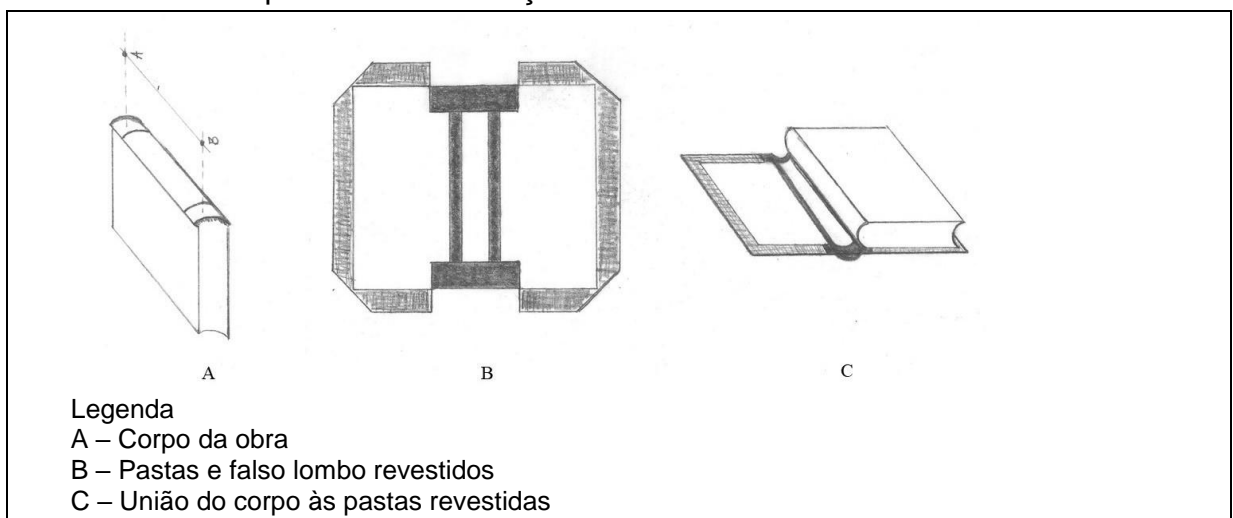 A
B
A
B
C
Legenda
A – Corpo da obra
B – Pastas e falso lombo revestidos
C – União do corpo às pastas revestidas